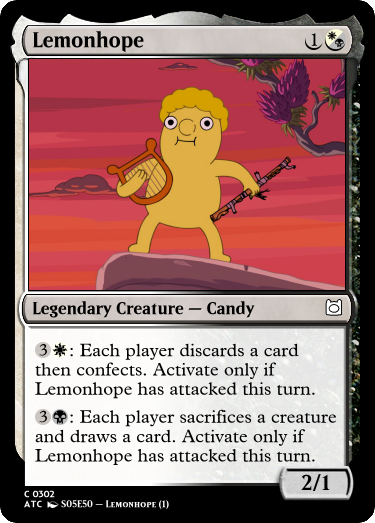 Lemonhope 1
Legendary Creature — Candy
3: Each player discards a card
then confects. Activate only if
Lemonhope has attacked this turn.
3: Each player sacrifices a creature
and draws a card. Activate only if
Lemonhope has attacked this turn.
2/1
C 0302
ATC S05E50 — Lemonhope (1)